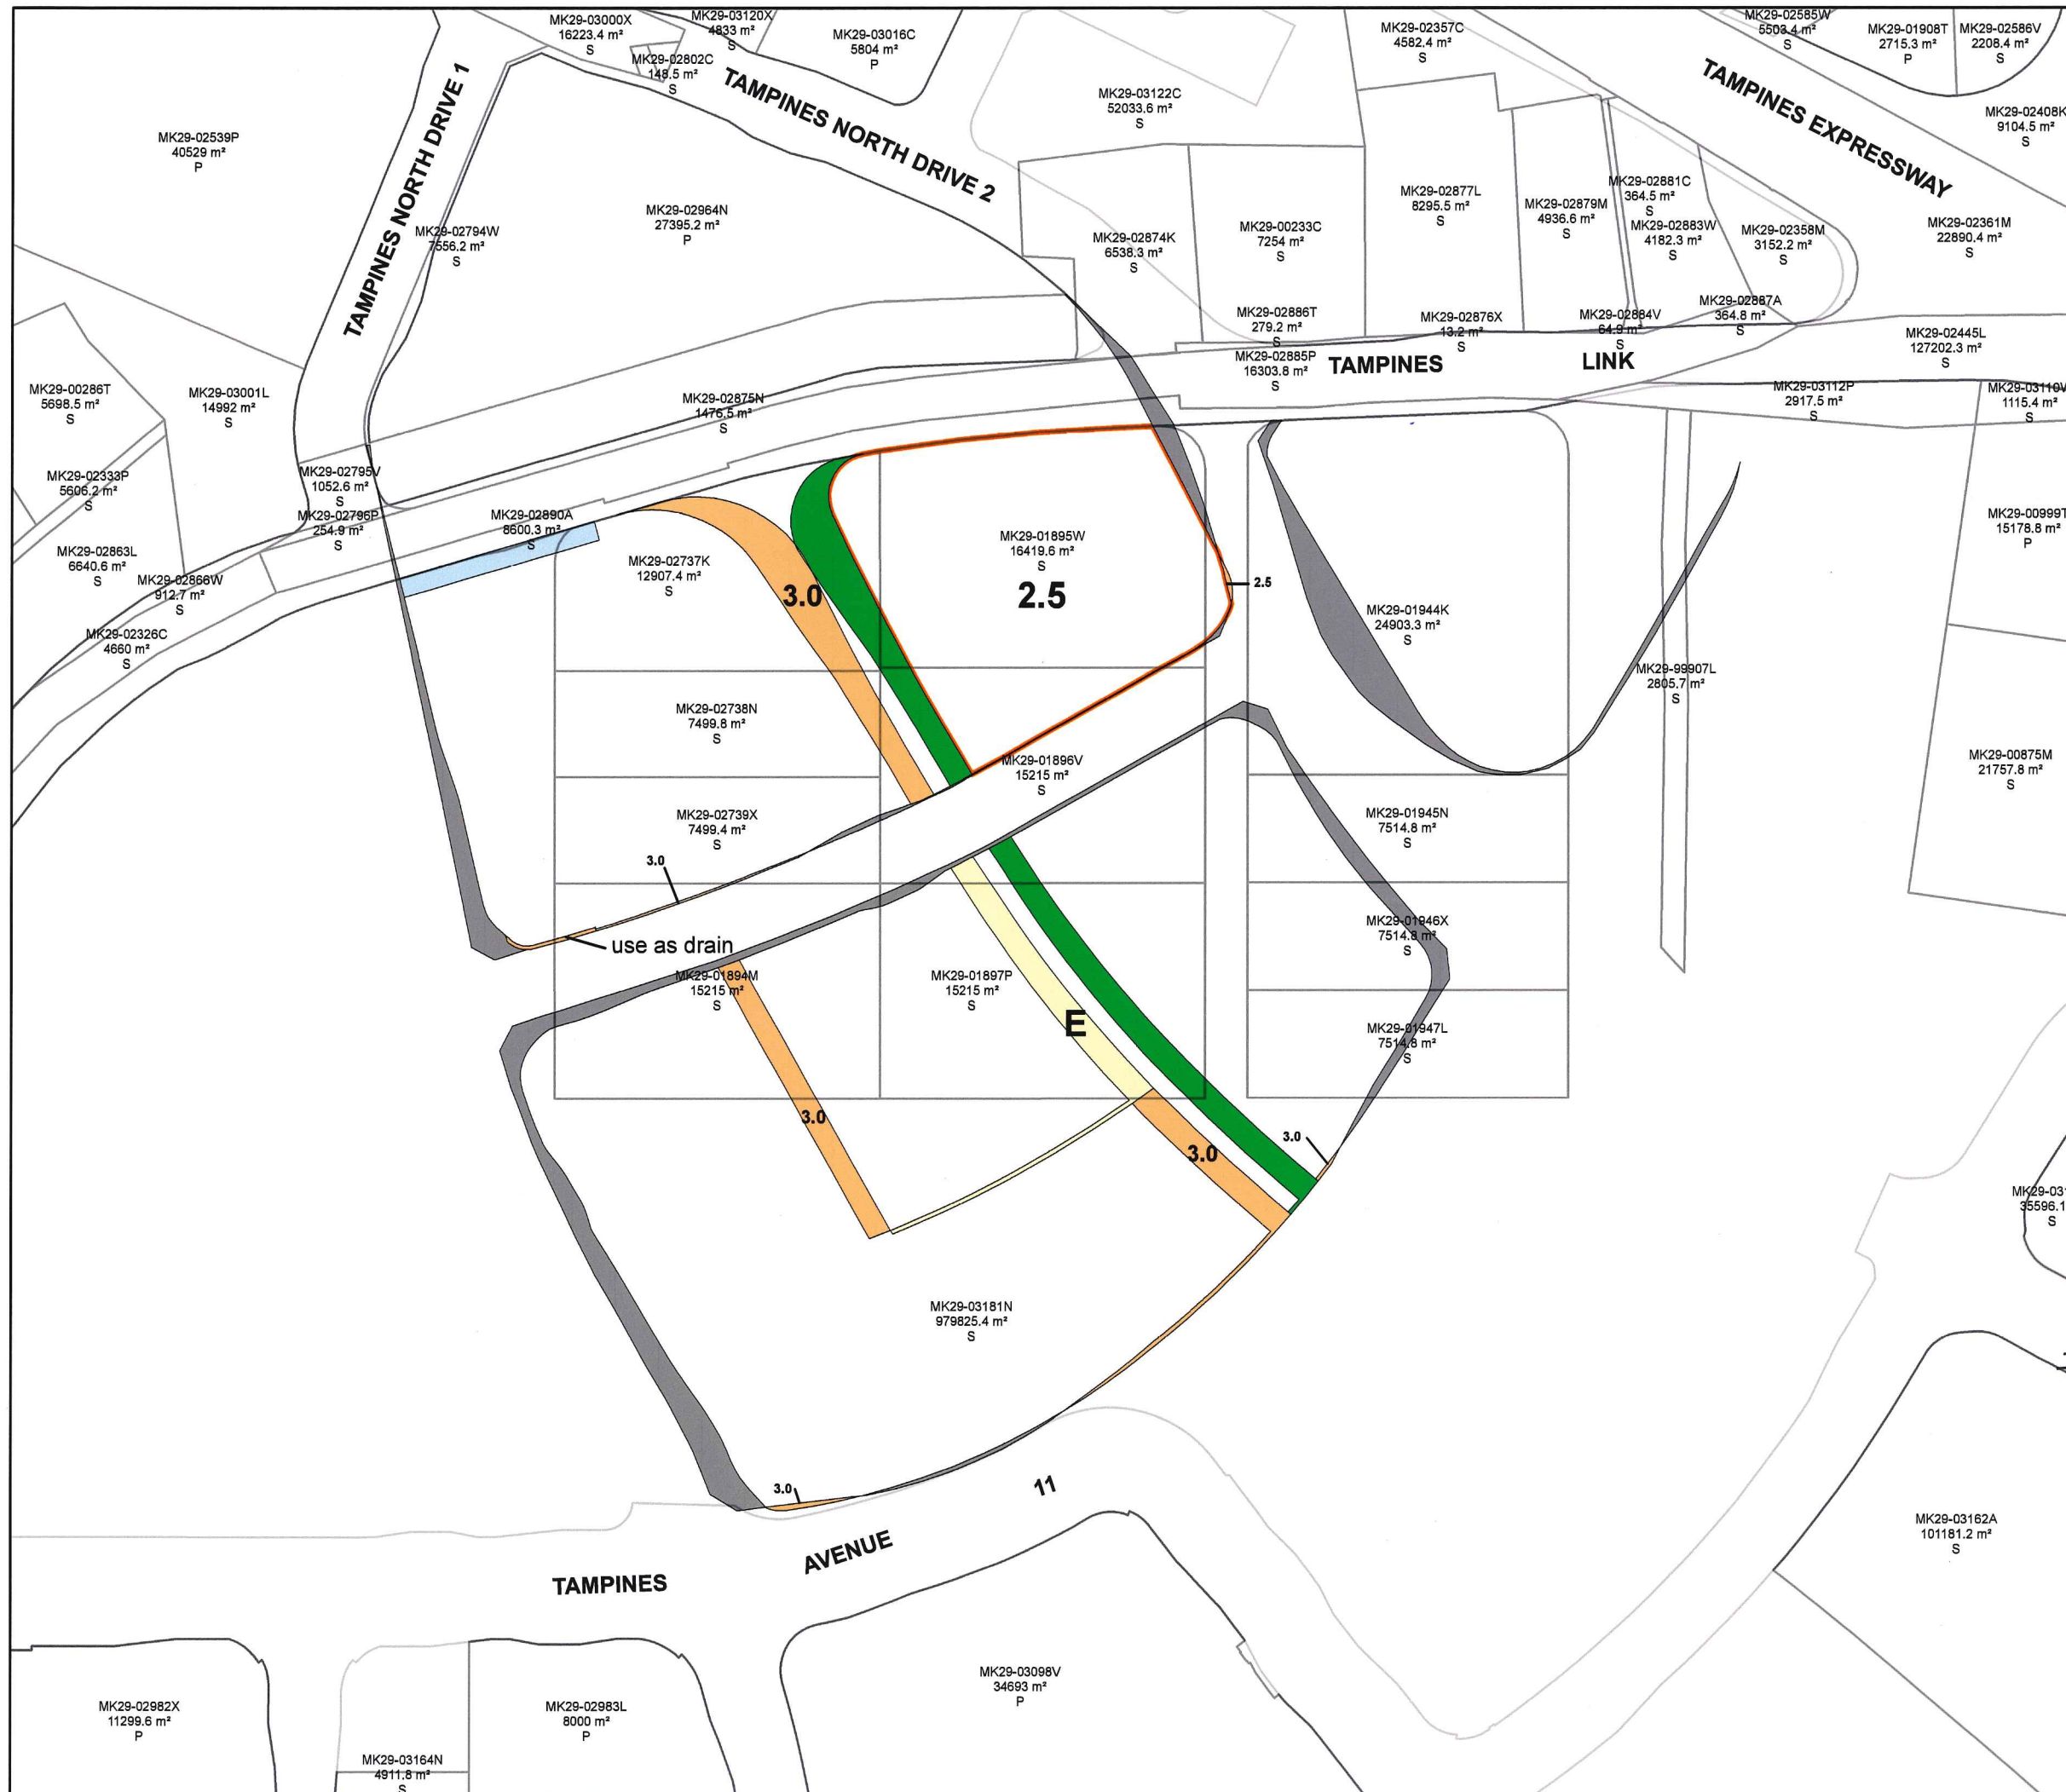 MK29-03000X
16223.4 m²
S
MK29-03120X
4833 m²
S
MK29-03016C
5804 m²
P
MK29-02802C
148.5 m²
S
MK29-02357C
4582.4 m²
S
MK29-02585W
5503.4 m²
S
MK29-01908T
2715.3 m²
P
MK29-02586V
2208.4 m²
S
MK29-02408K
9104.5 m²
S
MK29-02539P
40529 m²
P
TAMPINES NORTH DRIVE 1
TAMPINES NORTH DRIVE 2
TAMPINES EXPRESSWAY
MK29-03122C
52033.6 m²
S
MK29-02794W
7556.2 m²
S
MK29-02964N
27395.2 m²
P
MK29-02874K
6538.3 m²
S
MK29-00233C
7254 m²
S
MK29-02877L
8295.5 m²
S
MK29-02879M
4936.6 m²
S
MK29-02881C
364.5 m²
S
MK29-02883W
4182.3 m²
S
MK29-02358M
3152.2 m²
S
MK29-02361M
22890.4 m²
S
MK29-02886T
279.2 m²
S
MK29-02876X
13.2 m²
S
MK29-02884V
64.9 m²
S
MK29-02887A
364.8 m²
S
MK29-02445L
127202.3 m²
S
MK29-02885P
16303.8 m²
S
TAMPINES LINK
MK29-00286T
5698.5 m²
S
MK29-03001L
14992 m²
S
MK29-02875N
1476.5 m²
S
MK29-03112P
2917.5 m²
S
MK29-03110W
1115.4 m²
S
MK29-02333P
5606.2 m²
S
MK29-02795V
1052.6 m²
S
MK29-02796P
254.9 m²
S
MK29-02890A
8600.3 m²
S
MK29-02863L
6640.6 m²
S
MK29-02866W
912.7 m²
S
MK29-02326C
4660 m²
S
MK29-02737K
12907.4 m²
S
3.0
MK29-01895W
16419.6 m²
S
2.5
2.5
MK29-01944K
24903.3 m²
S
MK29-00999T
15178.8 m²
P
MK29-99907L
2805.7 m²
S
MK29-02738N
7499.8 m²
S
MK29-01896V
15215 m²
S
MK29-00875M
21757.8 m²
S
MK29-02739X
7499.4 m²
S
MK29-01945N
7514.8 m²
S
3.0
use as drain
MK29-01894M
15215 m²
S
MK29-01897P
15215 m²
S
MK29-01946X
7514.8 m²
S
E
MK29-01947L
7514.8 m²
S
3.0
3.0
3.0
MK29-031
35596.1
S
MK29-03181N
979825.4 m²
S
3.0
11
AVENUE
TAMPINES
MK29-03162A
101181.2 m²
S
MK29-02982X
11299.6 m²
P
MK29-03164N
4911.8 m²
S
MK29-02983L
8000 m²
P
MK29-03098V
34693 m²
P